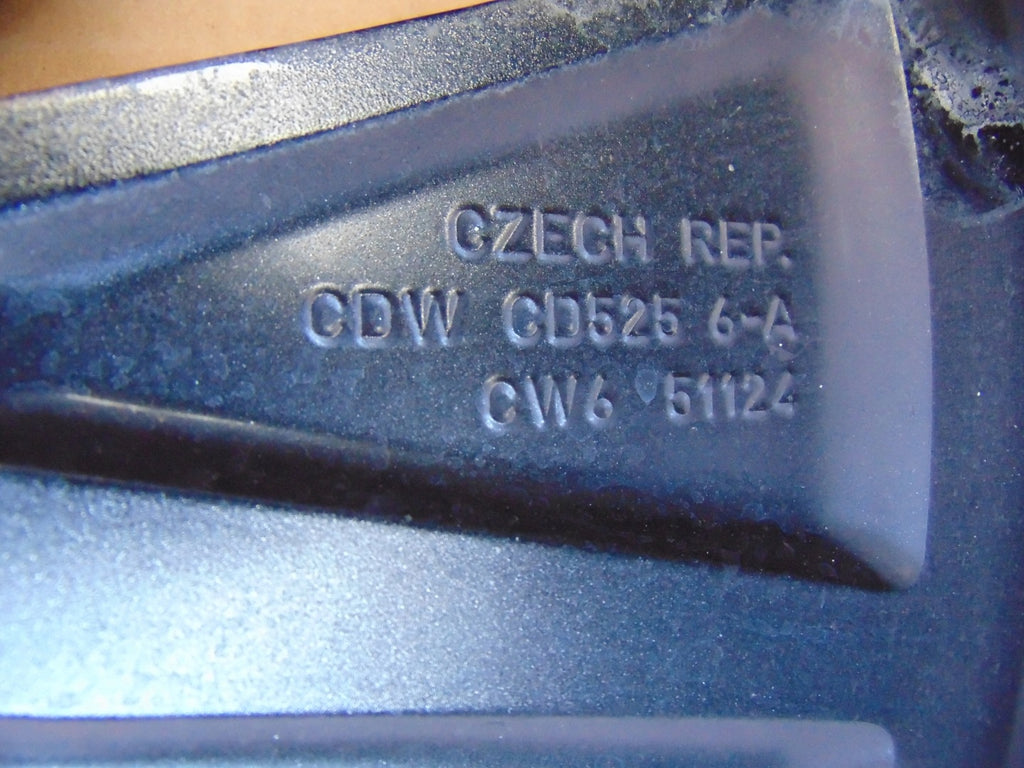 CZECH REP.
CDW CD525 6-A
CW6 51124